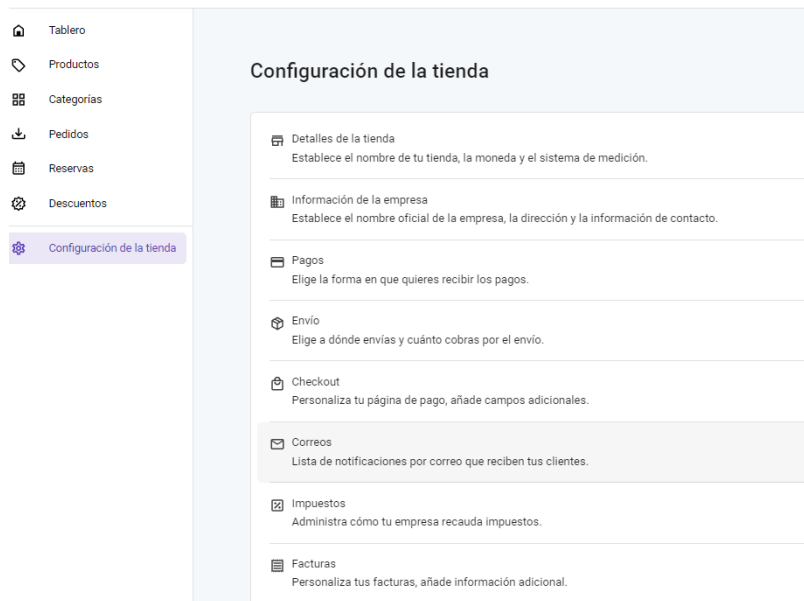 Tablero
Productos
Categorías
Pedidos
Reservas
Descuentos
Configuración de la tienda
Configuración de la tienda
Detalles de la tienda
Establece el nombre de tu tienda, la moneda y el sistema de medición.
Información de la empresa
Establece el nombre oficial de la empresa, la dirección y la información de contacto.
Pagos
Elige la forma en que quieres recibir los pagos.
Envío
Elige a dónde envías y cuánto cobras por el envío.
Checkout
Personaliza tu página de pago, añade campos adicionales.
Correos
Lista de notificaciones por correo que reciben tus clientes.
Impuestos
Administra cómo tu empresa recauda impuestos.
Facturas
Personaliza tus facturas, añade información adicional.